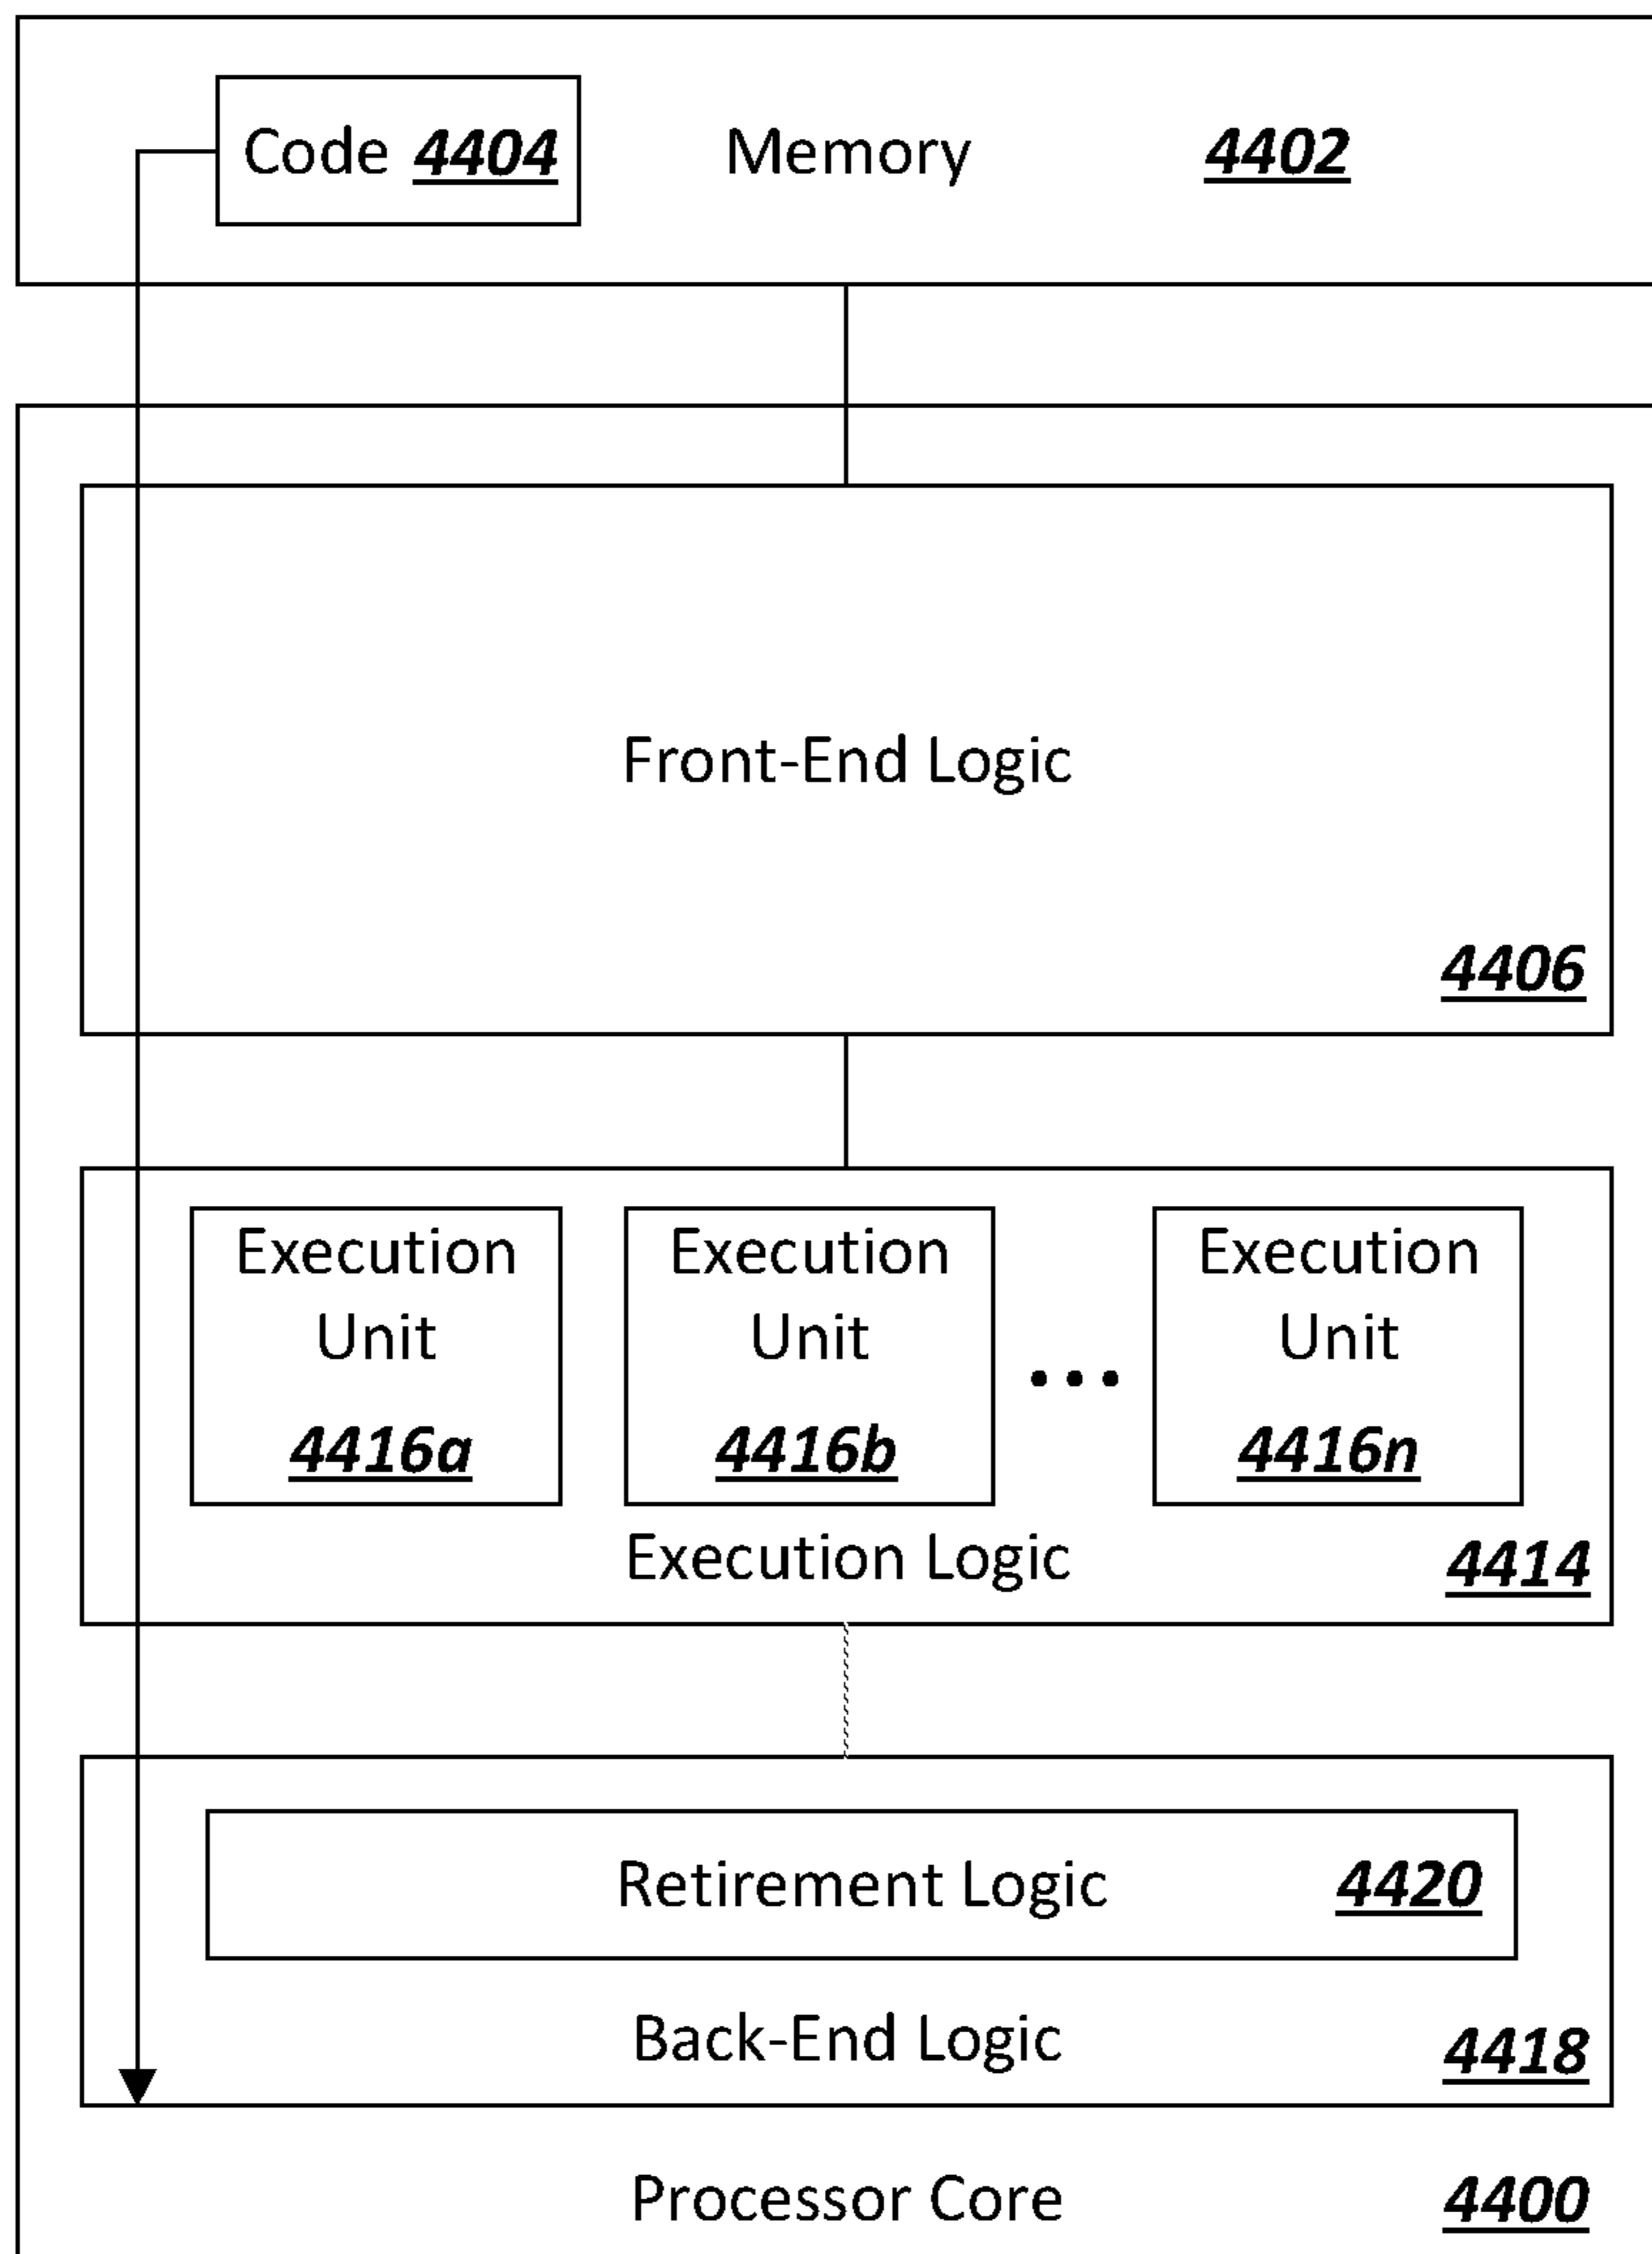 Code 4404 Memory 4402
Front-End Logic
4406
Execution Execution Execution
Unit Unit ... Unit
4416a 4416b 4416n
Execution Logic 4414
Retirement Logic 4420
Back-End Logic 4418
Processor Core 4400